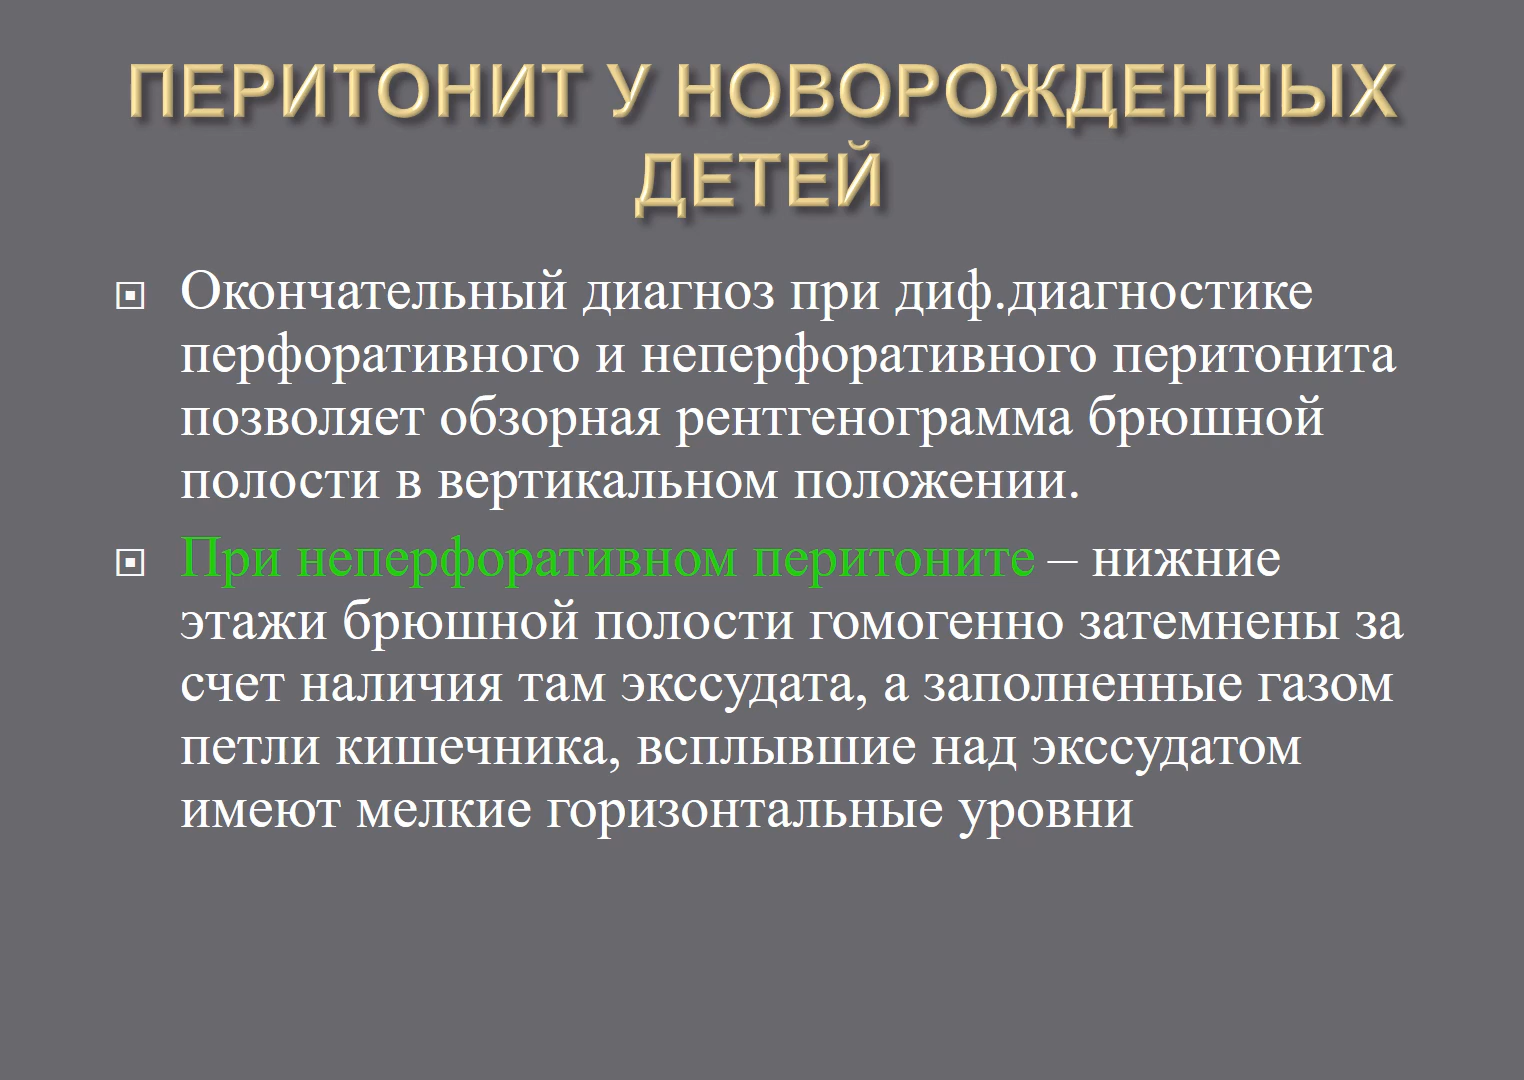 ПЕРИТОНИТ У НОВОРОЖДЕННЫХ
ДЕТЕЙ
Окончательный диагноз при диф.диагностике
перфоративного и неперфоративного перитонита
позволяет обзорная рентгенограмма брюшной
полости в вертикальном положении.
При неперфоративном перитоните – нижние
этажи брюшной полости гомогенно затемнены за
счет наличия там экссудата, а заполненные газом
петли кишечника, всплывшие над экссудатом
имеют мелкие горизонтальные уровни